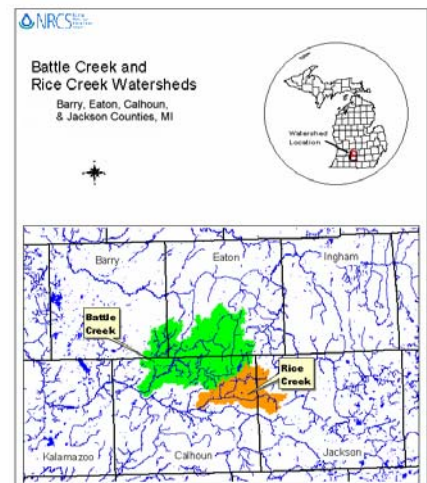 NRCS
Battle Creek and
Rice Creek Watersheds
Barry, Eaton, Calhoun,
& Jackson Counties, MI
Watershed
Location
Barry
Eaton
Ingham
Battle
Creek
Rice
Creek
Kalamazoo
Calhoun
Jackson